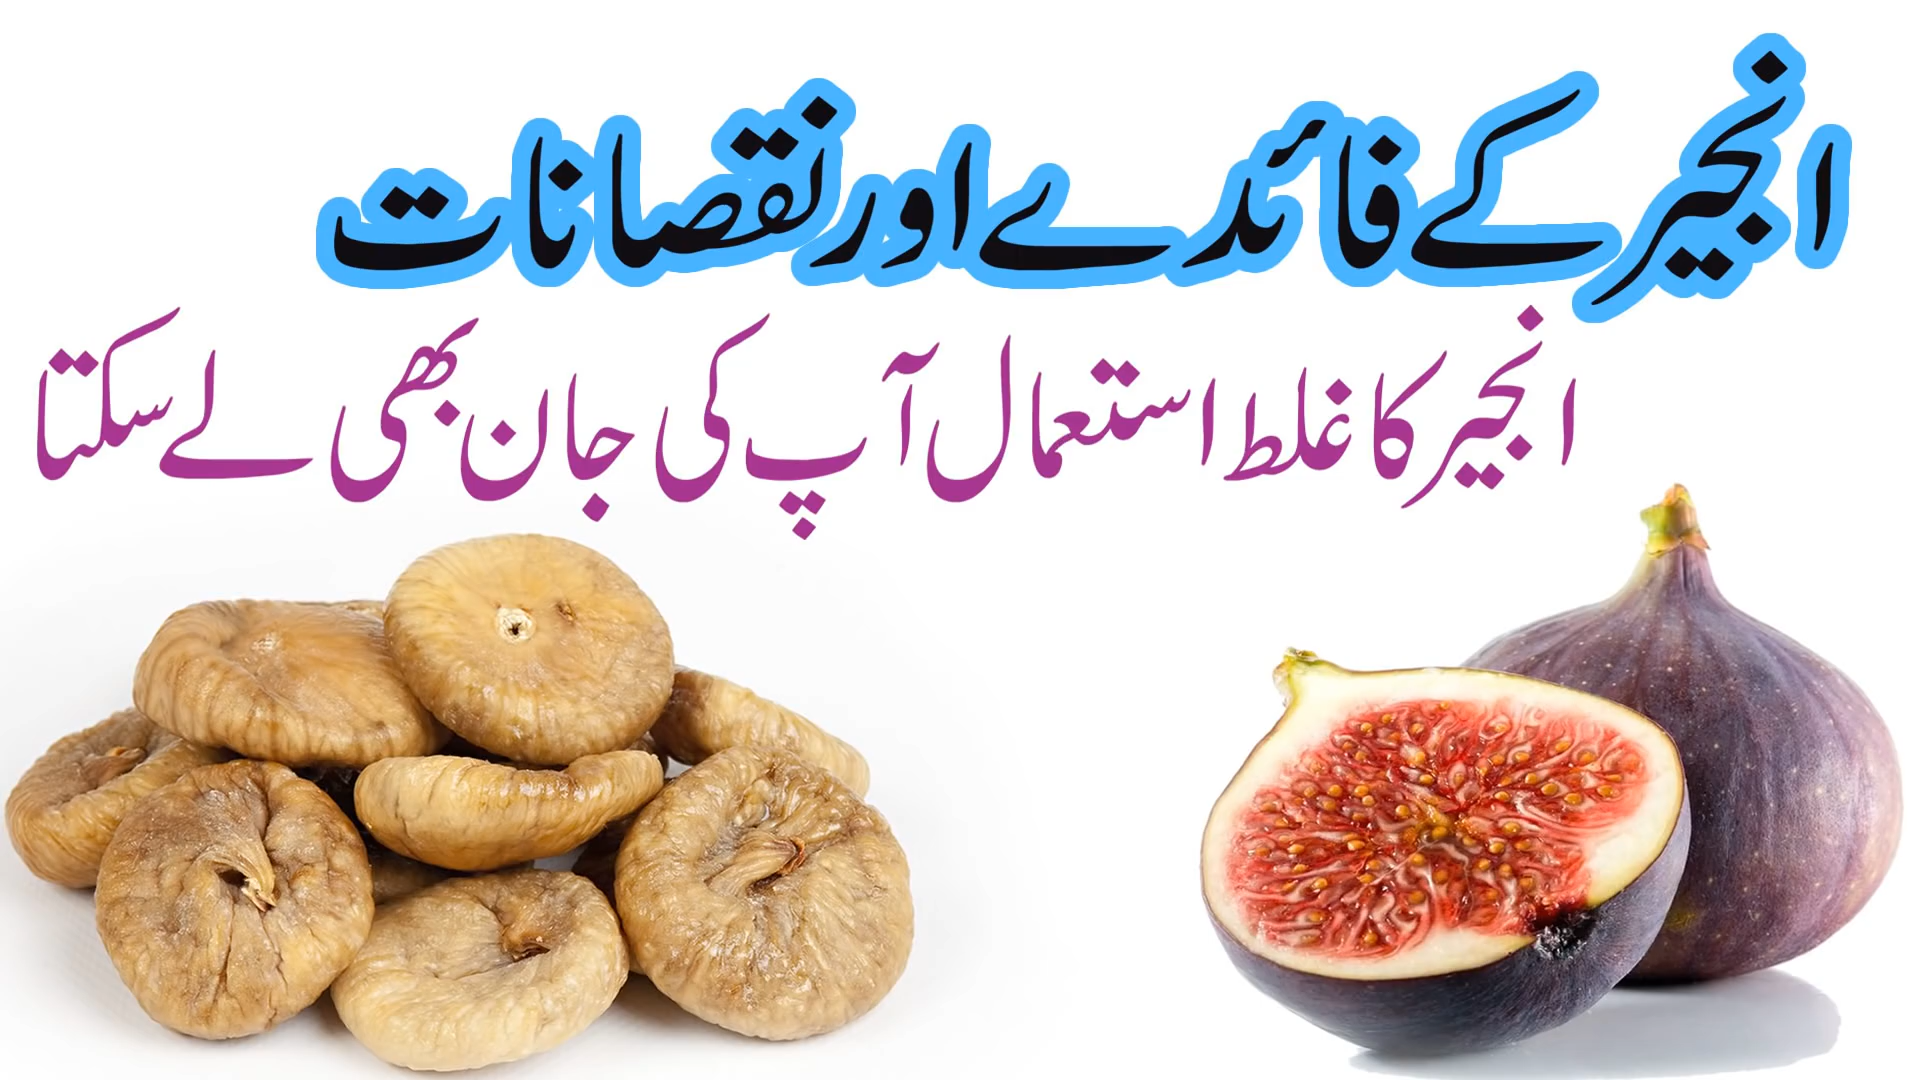 انجیر کے فائدے اور نقصانات
انجیر کا غلط استعمال آپ کی جان بھی لے سکتا